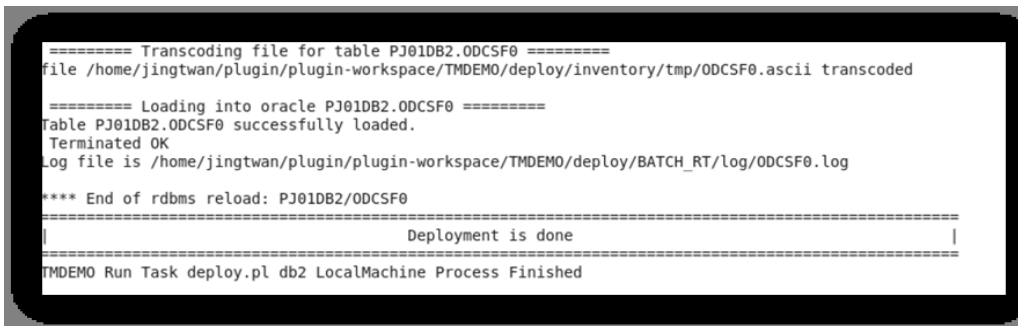 ========= Transcoding file for table PJ01DB2.ODCSF0 =========
file /home/jingtwan/plugin/plugin-workspace/TMDEMO/deploy/inventory/tmp/ODCSF0.ascii transcoded
========= Loading into oracle PJ01DB2.ODCSF0 =========
Table PJ01DB2.ODCSF0 successfully loaded.
Terminated OK
Log file is /home/jingtwan/plugin/plugin-workspace/TMDEMO/deploy/BATCH_RT/log/ODCSF0.log
**** End of rdbms reload: PJ01DB2/ODCSF0
====================================================================================================
| Deployment is done |
====================================================================================================
TMDEMO Run Task deploy.pl db2 LocalMachine Process Finished